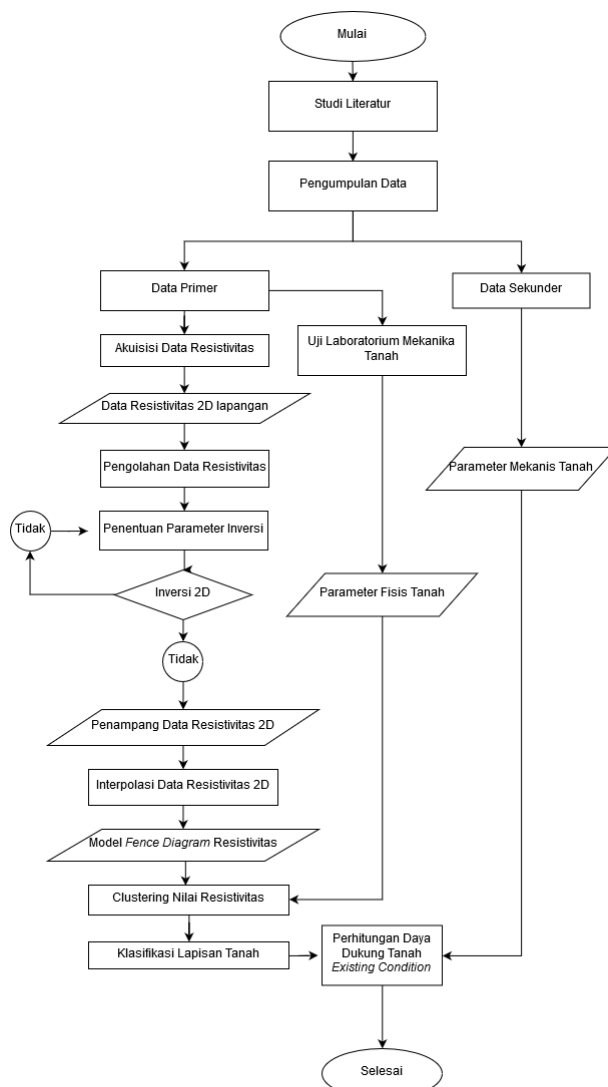 Mulai
Studi Literatur
Pengumpulan Data
Data Primer
Data Sekunder
Akuisisi Data Resistivitas
Uji Laboratorium Mekanika
Tanah
Data Resistivitas 2D lapangan
Pengolahan Data Resistivitas
Parameter Mekanis Tanah
Tidak
Penentuan Parameter Inversi
Inversi 2D
Parameter Fisis Tanah
Tidak
Penampang Data Resistivitas 2D
Interpolasi Data Resistivitas 2D
Model Fence Diagram Resistivitas
Clustering Nilai Resistivitas
Klasifikasi Lapisan Tanah
Perhitungan Daya
Dukung Tanah
Existing Condition
Selesai